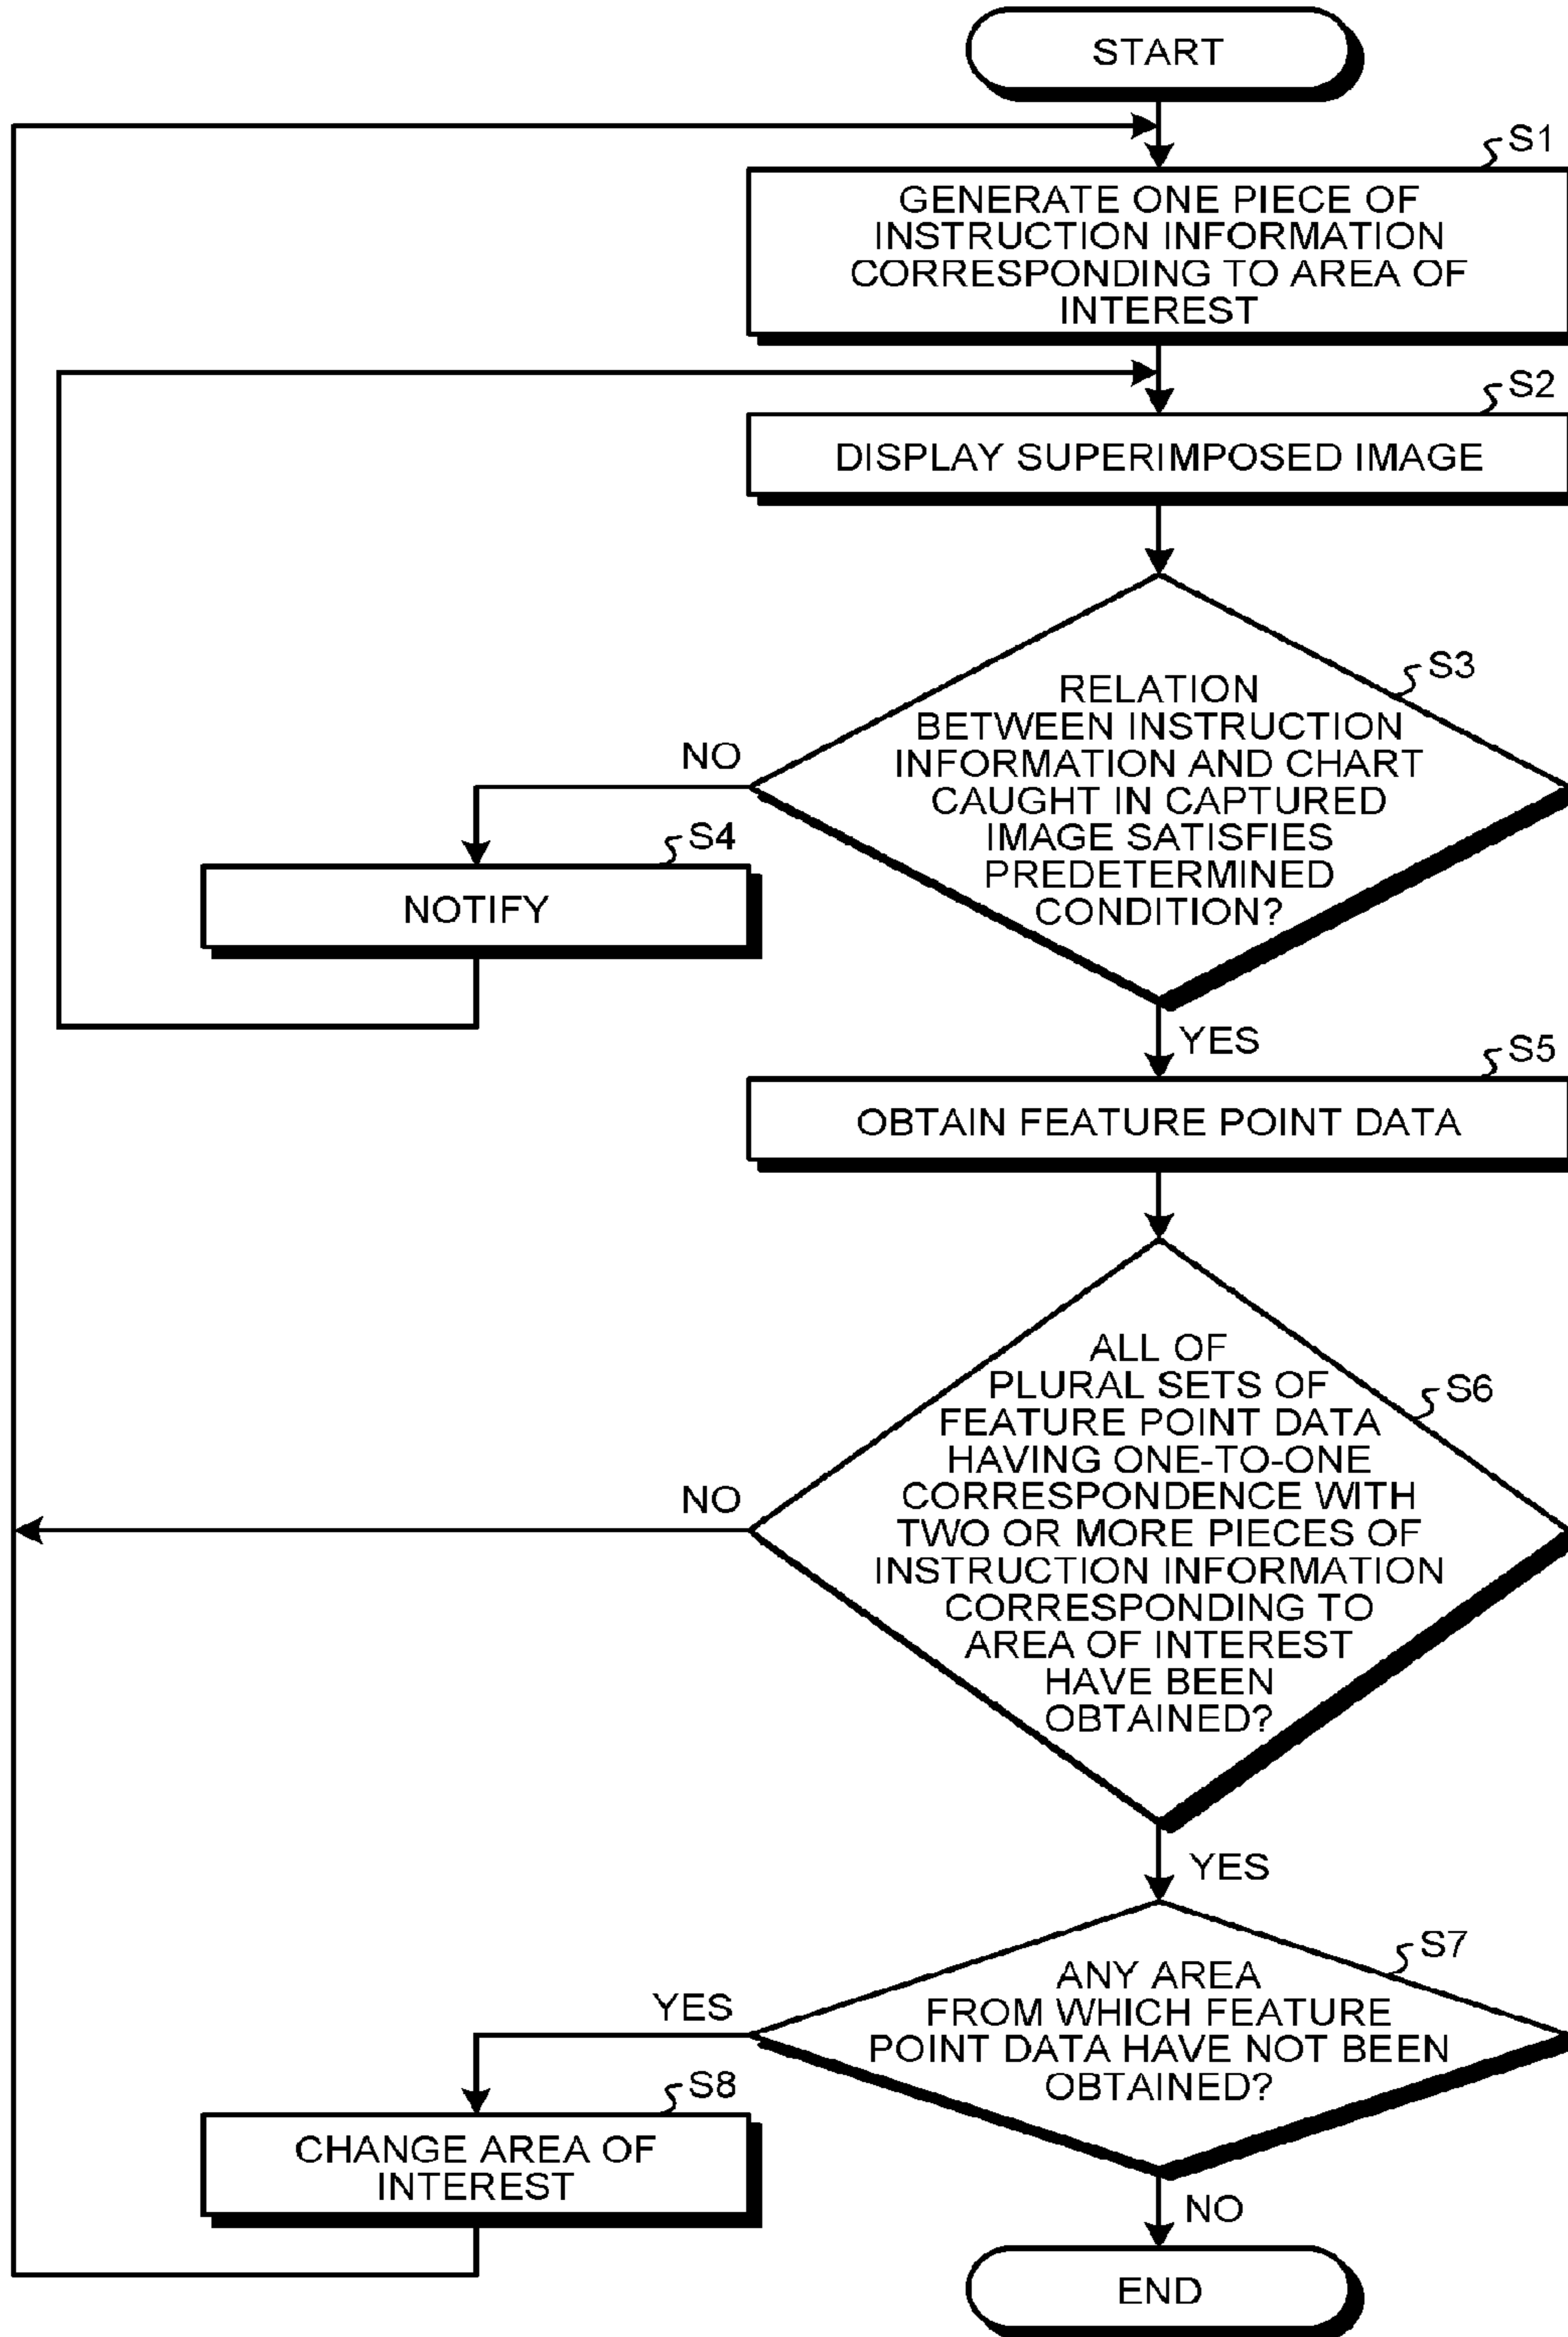 START
S1
GENERATE ONE PIECE OF
INSTRUCTION INFORMATION
CORRESPONDING TO AREA OF
INTEREST
S2
DISPLAY SUPERIMPOSED IMAGE
S3
RELATION
BETWEEN INSTRUCTION
INFORMATION AND CHART
CAUGHT IN CAPTURED
IMAGE SATISFIES
PREDETERMINED
CONDITION?
NO
S4
NOTIFY
YES
S5
OBTAIN FEATURE POINT DATA
S6
ALL OF
PLURAL SETS OF
FEATURE POINT DATA
HAVING ONE-TO-ONE
CORRESPONDENCE WITH
TWO OR MORE PIECES OF
INSTRUCTION INFORMATION
CORRESPONDING TO
AREA OF INTEREST
HAVE BEEN
OBTAINED?
NO
YES
S7
ANY AREA
FROM WHICH FEATURE
POINT DATA HAVE NOT BEEN
OBTAINED?
YES
S8
CHANGE AREA OF
INTEREST
NO
END